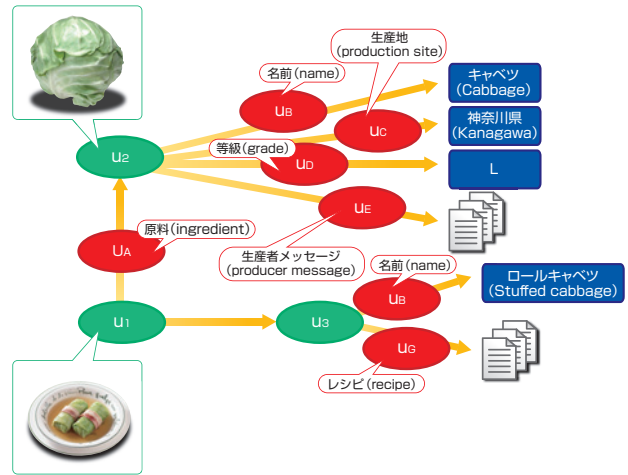 生産地
(production site)
名前(name)
キャベツ
(Cabbage)
uB
uC
神奈川県
(Kanagawa)
u2
等級(grade)
uD
L
uE
原料(ingredient)
uA
生産者メッセージ
(producer message)
名前(name)
uB
ロールキャベツ
(Stuffed cabbage)
u1
u3
uG
レシピ(recipe)